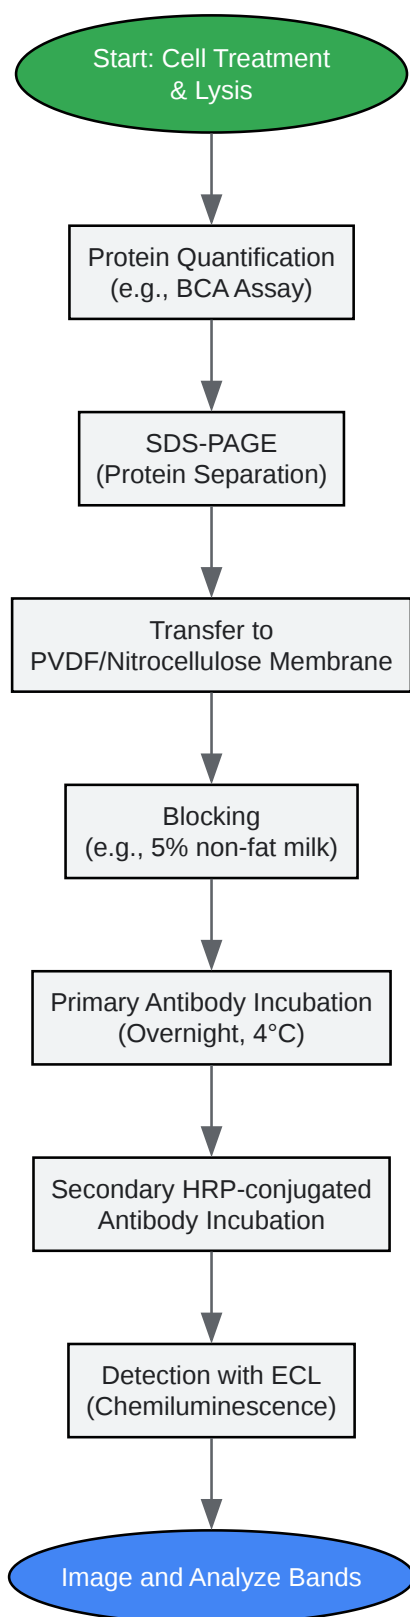 Start: Cell Treatment
& Lysis
Protein Quantification
(e.g., BCA Assay)
SDS-PAGE
(Protein Separation)
Transfer to
PVDF/Nitrocellulose Membrane
Blocking
(e.g., 5% non-fat milk)
Primary Antibody Incubation
(Overnight, 4°C)
Secondary HRP-conjugated
Antibody Incubation
Detection with ECL
(Chemiluminescence)
Image and Analyze Bands